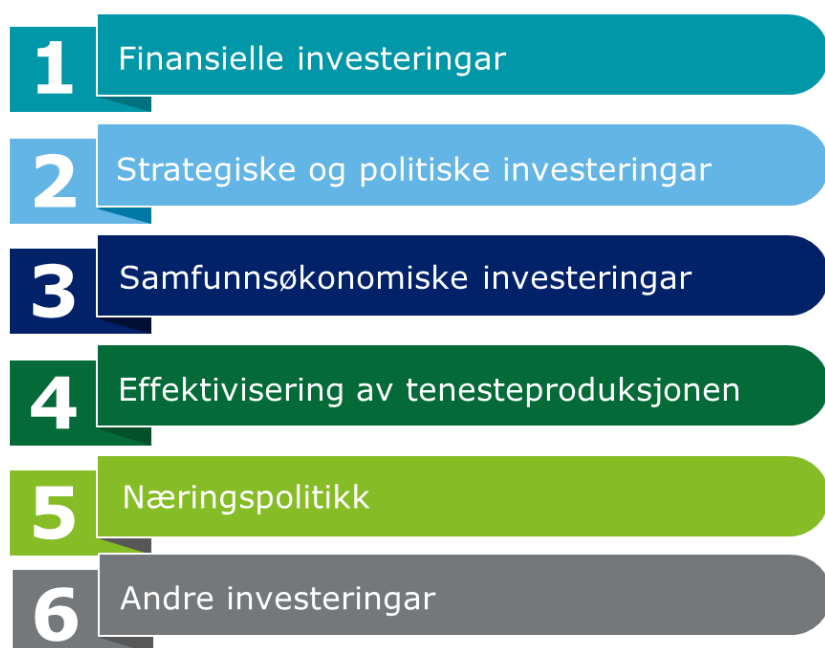 1 Finansielle investeringar
2 Strategiske og politiske investeringar
3 Samfunnsøkonomiske investeringar
4 Effektivisering av tenesteproduksjonen
5 Næringspolitikk
6 Andre investeringar